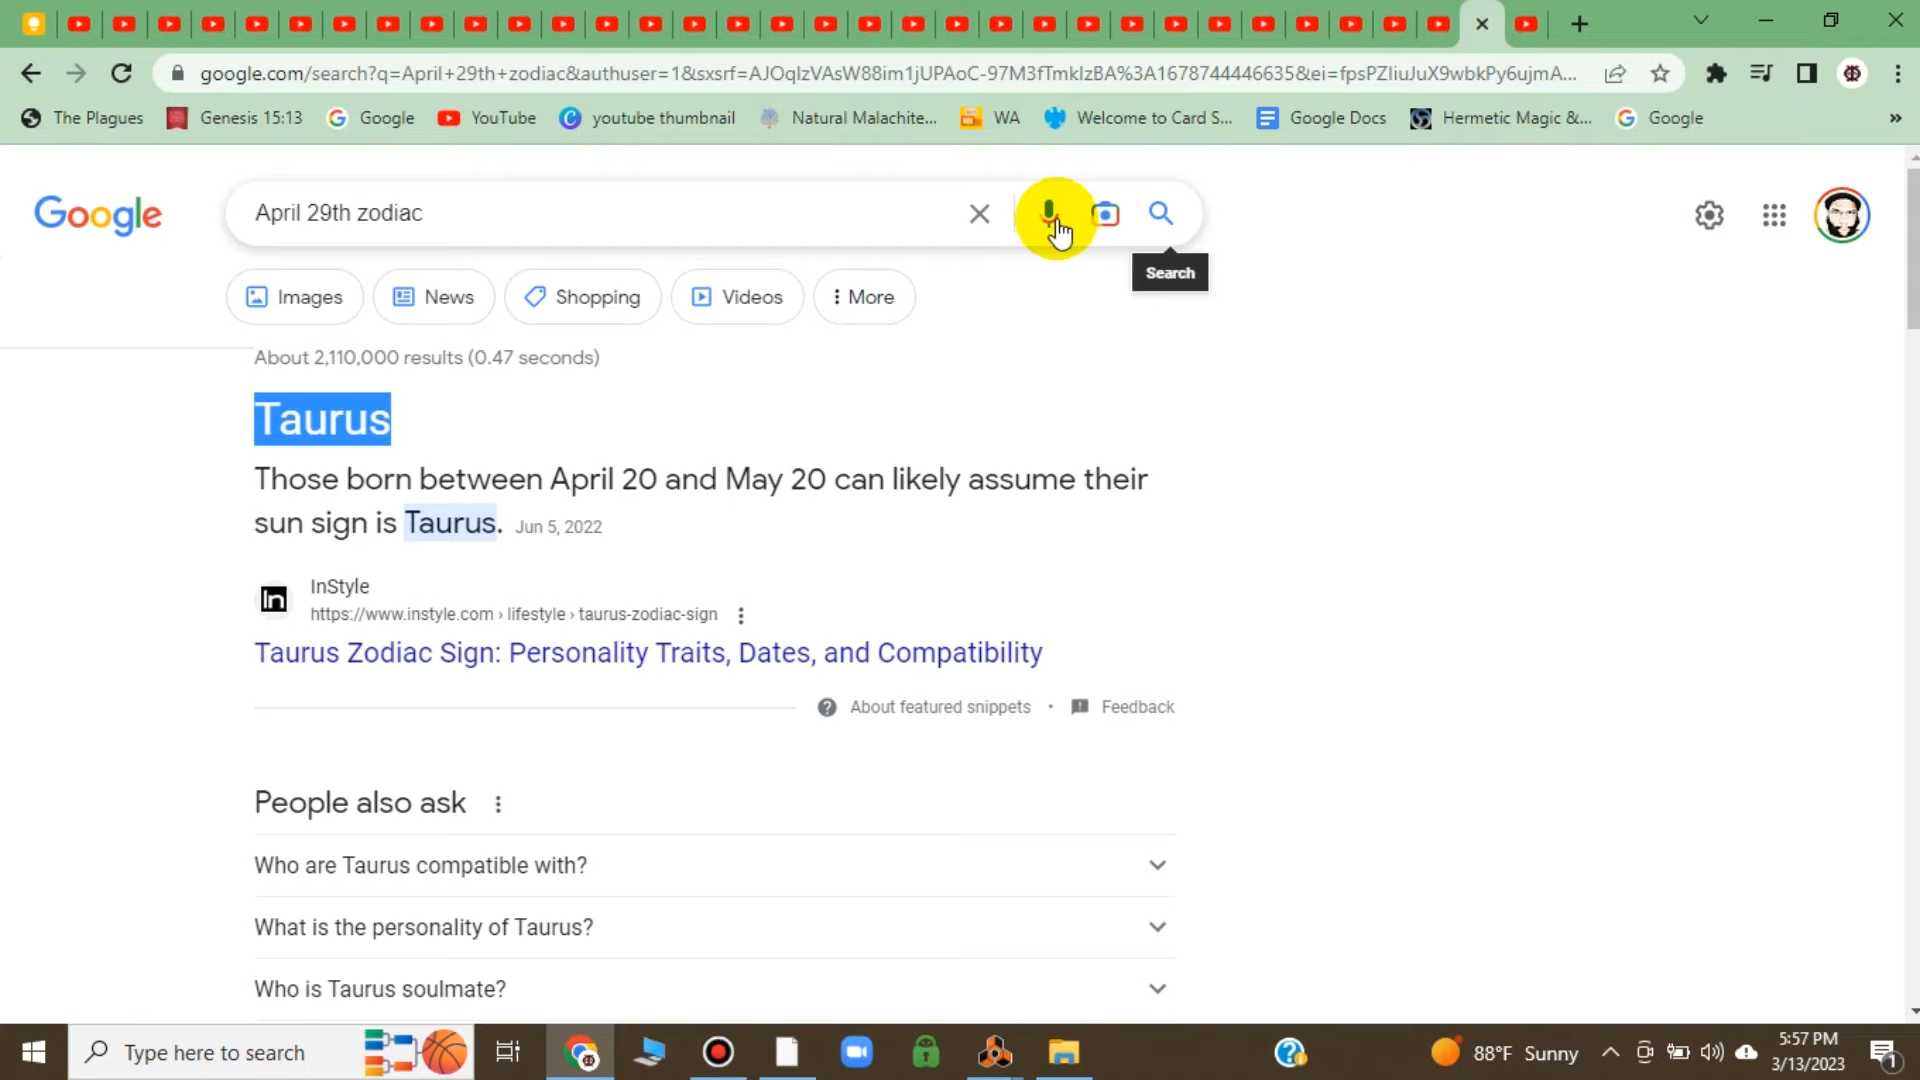 google.com/search?q=April+29th+zodiac&authuser=1&sxsrf=AJOqIzVAsW88im1jUPAoC-97M3fTmkIzBA%3A1678744446635&ei=fpsPZIiuJuX9wbkPy6ujmA...
The Plagues Genesis 15:13 Google YouTube youtube thumbnail Natural Malachite... WA Welcome to Card S... Google Docs Hermetic Magic &... Google »
Google April 29th zodiac
Search
Images News Shopping Videos More
About 2,110,000 results (0.47 seconds)
Taurus
Those born between April 20 and May 20 can likely assume their
sun sign is Taurus. Jun 5, 2022
In InStyle
https://www.instyle.com › lifestyle › taurus-zodiac-sign
Taurus Zodiac Sign: Personality Traits, Dates, and Compatibility
About featured snippets • Feedback
People also ask
Who are Taurus compatible with?
What is the personality of Taurus?
Who is Taurus soulmate?
Type here to search 88°F Sunny 5:57 PM
3/13/2023 1